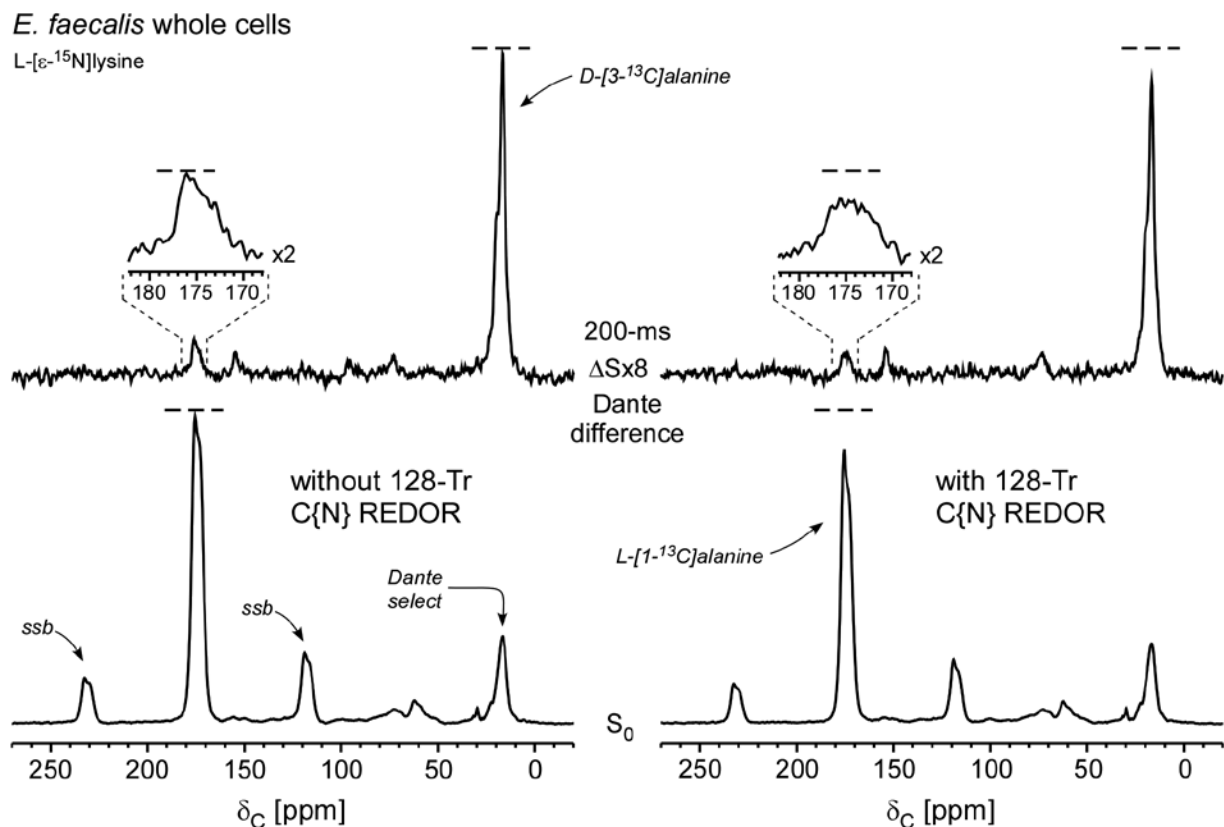 E. faecalis whole cells
L-[ε-¹⁵N]lysine
D-[3-¹³C]alanine
x2
180 175 170
x2
180 175 170
200-ms
ΔSx8
Dante
difference
without 128-Tr
C{N} REDOR
with 128-Tr
C{N} REDOR
L-[1-¹³C]alanine
Dante
select
ssb
ssb
S₀
250 200 150 100 50 0
250 200 150 100 50 0
δC [ppm]
δC [ppm]